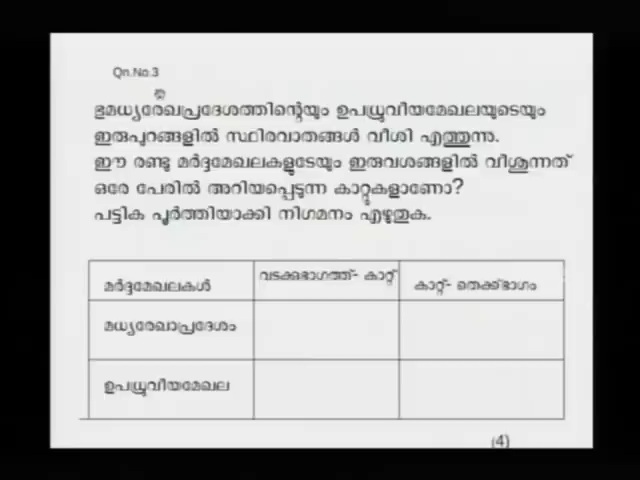 Qn.No.3
ഭൂമധ്യരേഖപ്രദേശത്തിന്റെയും ഉപധ്രുവീയമേഖലയുടെയും
ഇരുപുറങ്ങളിൽ സ്ഥിരവാതങ്ങൾ വീശി എത്തുന്നു.
ഈ രണ്ടു മർദ്ദമേഖലകളുടേയും ഇരുവശങ്ങളിൽ വീശുന്നത്
ഒരേ പേരിൽ അറിയപ്പെടുന്ന കാറ്റുകളാണോ?
പട്ടിക പൂർത്തിയാക്കി നിഗമനം എഴുതുക.
മർദ്ദമേഖലകൾ വടക്കുഭാഗത്ത്- കാറ്റ് കാറ്റ്- തെക്ക്ഭാഗം
മധ്യരേഖാപ്രദേശം
ഉപധ്രുവീയമേഖല
(4)